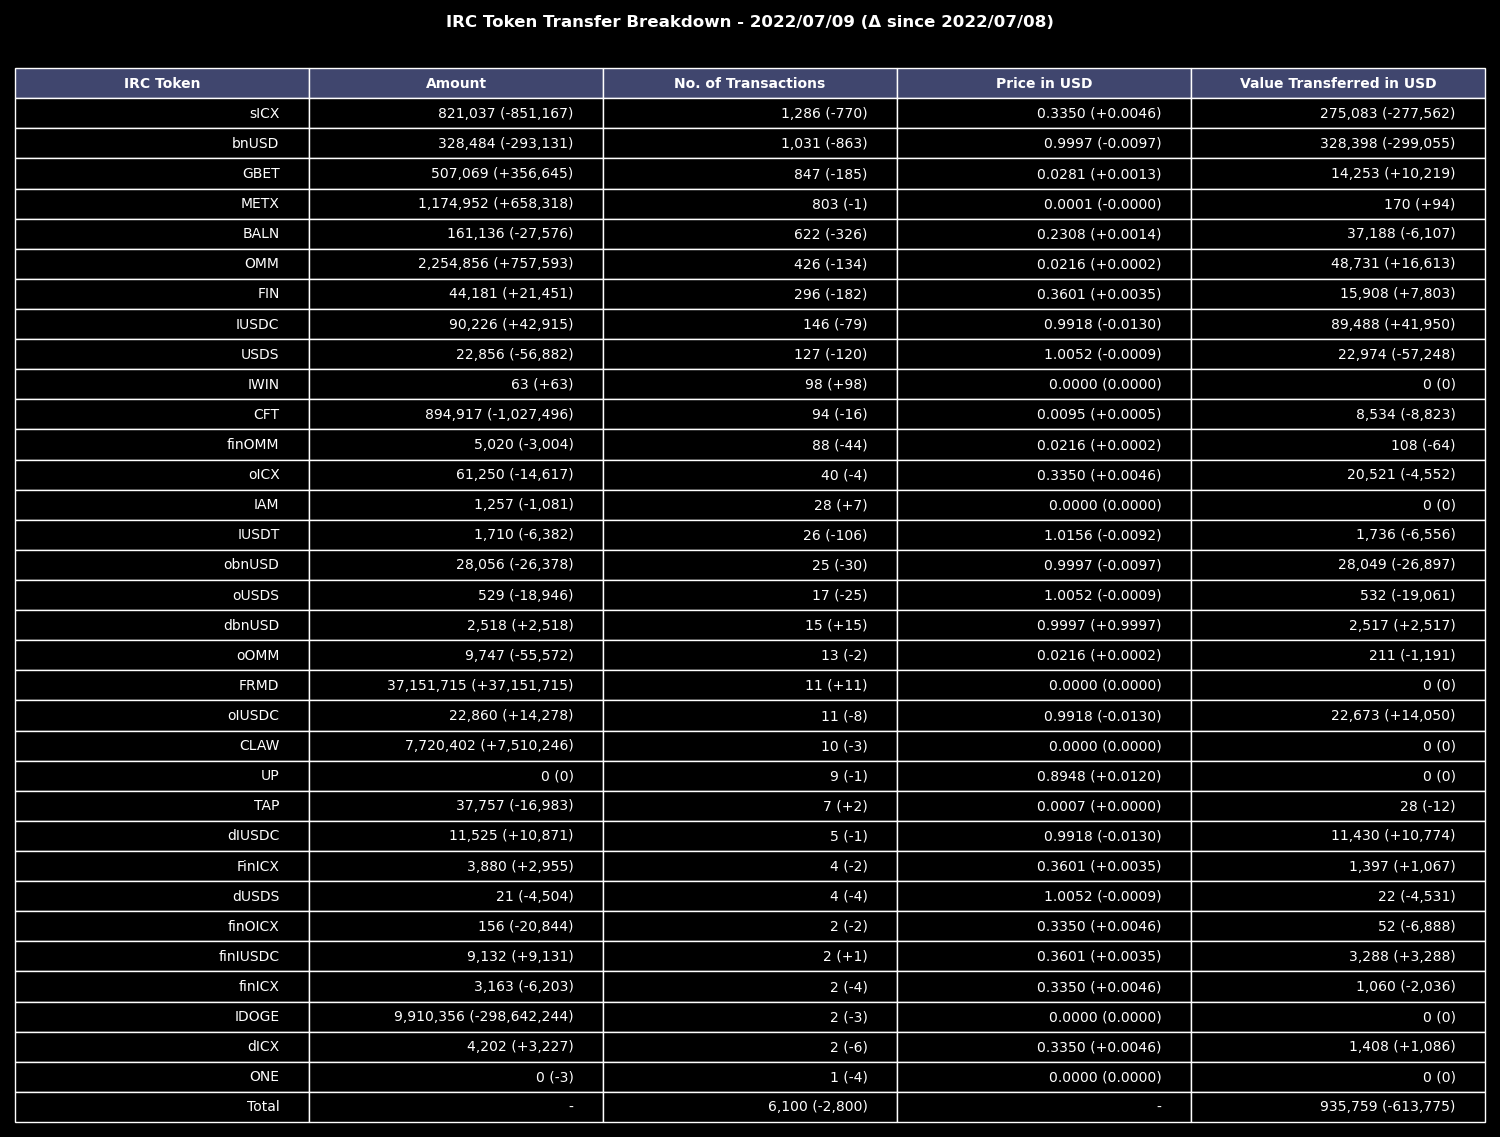 IRC Token Transfer Breakdown - 2022/07/09 (Δ since 2022/07/08)
IRC Token Amount No. of Transactions Price in USD Value Transferred in USD
sICX 821,037 (-851,167) 1,286 (-770) 0.3350 (+0.0046) 275,083 (-277,562)
bnUSD 328,484 (-293,131) 1,031 (-863) 0.9997 (-0.0097) 328,398 (-299,055)
GBET 507,069 (+356,645) 847 (-185) 0.0281 (+0.0013) 14,253 (+10,219)
METX 1,174,952 (+658,318) 803 (-1) 0.0001 (-0.0000) 170 (+94)
BALN 161,136 (-27,576) 622 (-326) 0.2308 (+0.0014) 37,188 (-6,107)
OMM 2,254,856 (+757,593) 426 (-134) 0.0216 (+0.0002) 48,731 (+16,613)
FIN 44,181 (+21,451) 296 (-182) 0.3601 (+0.0035) 15,908 (+7,803)
IUSDC 90,226 (+42,915) 146 (-79) 0.9918 (-0.0130) 89,488 (+41,950)
USDS 22,856 (-56,882) 127 (-120) 1.0052 (-0.0009) 22,974 (-57,248)
IWIN 63 (+63) 98 (+98) 0.0000 (0.0000) 0 (0)
CFT 894,917 (-1,027,496) 94 (-16) 0.0095 (+0.0005) 8,534 (-8,823)
finOMM 5,020 (-3,004) 88 (-44) 0.0216 (+0.0002) 108 (-64)
oICX 61,250 (-14,617) 40 (-4) 0.3350 (+0.0046) 20,521 (-4,552)
IAM 1,257 (-1,081) 28 (+7) 0.0000 (0.0000) 0 (0)
IUSDT 1,710 (-6,382) 26 (-106) 1.0156 (-0.0092) 1,736 (-6,556)
obnUSD 28,056 (-26,378) 25 (-30) 0.9997 (-0.0097) 28,049 (-26,897)
oUSDS 529 (-18,946) 17 (-25) 1.0052 (-0.0009) 532 (-19,061)
dbnUSD 2,518 (+2,518) 15 (+15) 0.9997 (+0.9997) 2,517 (+2,517)
oOMM 9,747 (-55,572) 13 (-2) 0.0216 (+0.0002) 211 (-1,191)
FRMD 37,151,715 (+37,151,715) 11 (+11) 0.0000 (0.0000) 0 (0)
oIUSDC 22,860 (+14,278) 11 (-8) 0.9918 (-0.0130) 22,673 (+14,050)
CLAW 7,720,402 (+7,510,246) 10 (-3) 0.0000 (0.0000) 0 (0)
UP 0 (0) 9 (-1) 0.8948 (+0.0120) 0 (0)
TAP 37,757 (-16,983) 7 (+2) 0.0007 (+0.0000) 28 (-12)
dIUSDC 11,525 (+10,871) 5 (-1) 0.9918 (-0.0130) 11,430 (+10,774)
FinICX 3,880 (+2,955) 4 (-2) 0.3601 (+0.0035) 1,397 (+1,067)
dUSDS 21 (-4,504) 4 (-4) 1.0052 (-0.0009) 22 (-4,531)
finOICX 156 (-20,844) 2 (-2) 0.3350 (+0.0046) 52 (-6,888)
finIUSDC 9,132 (+9,131) 2 (+1) 0.3601 (+0.0035) 3,288 (+3,288)
finICX 3,163 (-6,203) 2 (-4) 0.3350 (+0.0046) 1,060 (-2,036)
IDOGE 9,910,356 (-298,642,244) 2 (-3) 0.0000 (0.0000) 0 (0)
dICX 4,202 (+3,227) 2 (-6) 0.3350 (+0.0046) 1,408 (+1,086)
ONE 0 (-3) 1 (-4) 0.0000 (0.0000) 0 (0)
Total - 6,100 (-2,800) - 935,759 (-613,775)